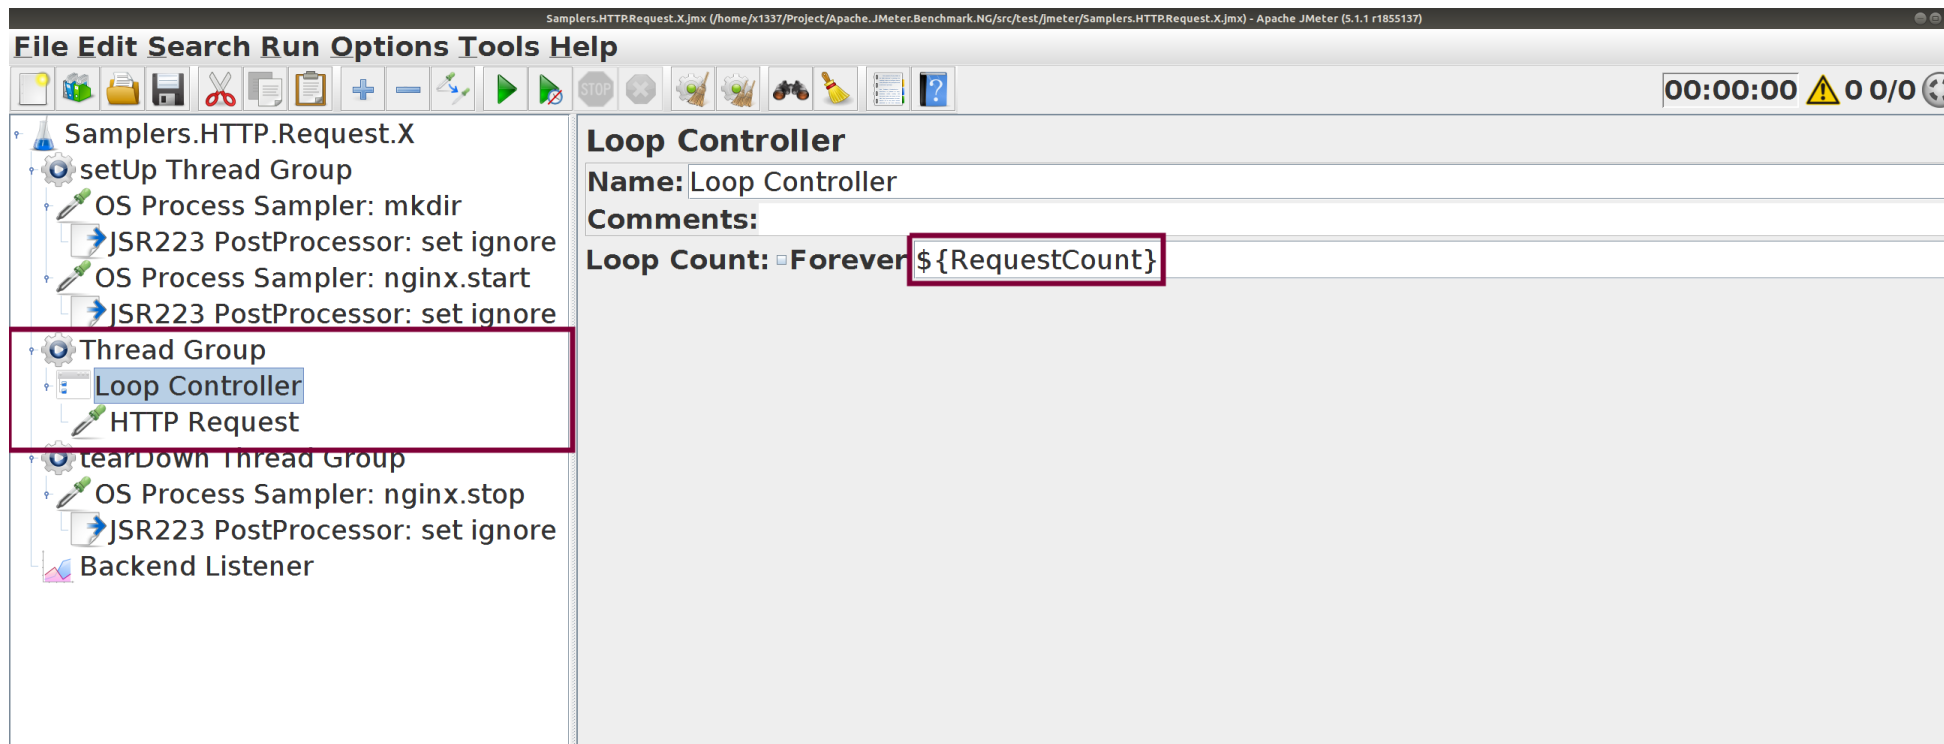 Samplers.HTTP.Request.X.jmx (/home/x1337/Project/Apache.JMeter.Benchmark.NG/src/test/jmeter/Samplers.HTTP.Request.X.jmx) - Apache JMeter (5.1.1 r1855137)
File Edit Search Run Options Tools Help
STOP ? 00:00:00 0 0/0
Samplers.HTTP.Request.X
setUp Thread Group
OS Process Sampler: mkdir
JSR223 PostProcessor: set ignore
OS Process Sampler: nginx.start
JSR223 PostProcessor: set ignore
Thread Group
Loop Controller
HTTP Request
tearDown Thread Group
OS Process Sampler: nginx.stop
JSR223 PostProcessor: set ignore
Backend Listener
Loop Controller
Name: Loop Controller
Comments:
Loop Count: Forever ${RequestCount}